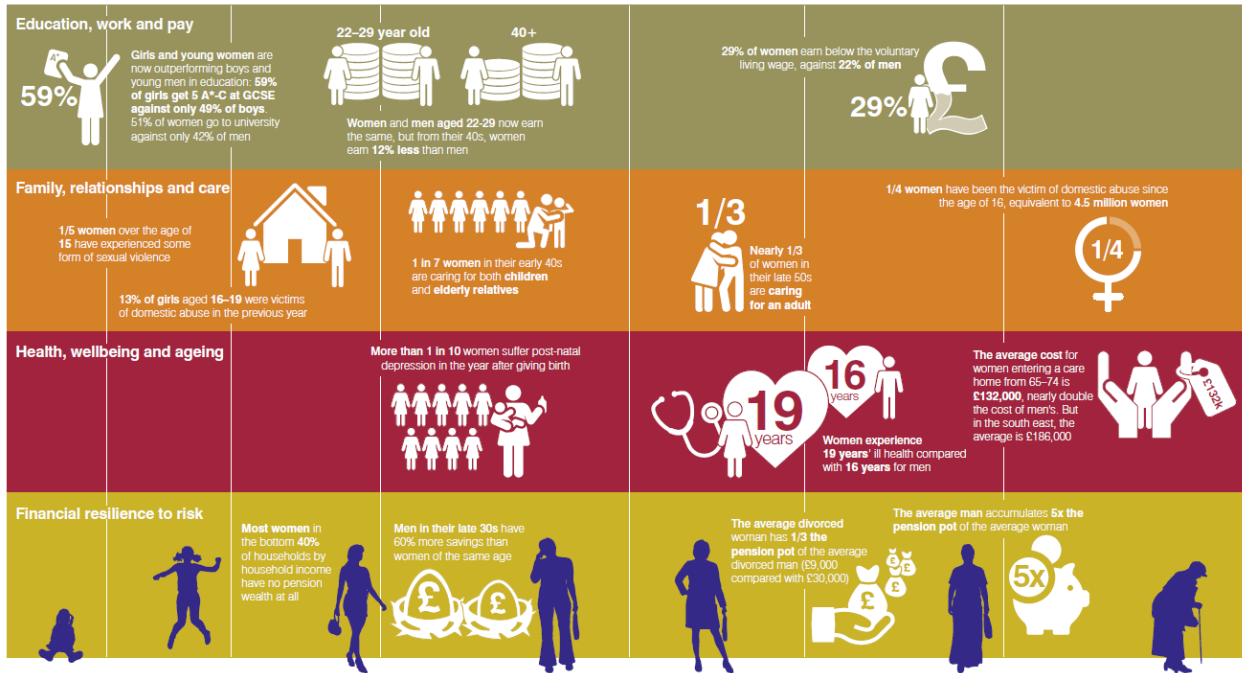 Education, work and pay
A*
59%
Girls and young women are
now outperforming boys and
young men in education: 59%
of girls get 5 A*-C at GCSE
against only 49% of boys.
51% of women go to university
against only 42% of men
22–29 year old
40+
Women and men aged 22-29 now earn
the same, but from their 40s, women
earn 12% less than men
29% of women earn below the voluntary
living wage, against 22% of men
29%
£
Family, relationships and care
1/5 women over the age of
15 have experienced some
form of sexual violence
13% of girls aged 16–19 were victims
of domestic abuse in the previous year
1 in 7 women in their early 40s
are caring for both children
and elderly relatives
1/3
Nearly 1/3
of women in
their late 50s
are caring
for an adult
1/4 women have been the victim of domestic abuse since
the age of 16, equivalent to 4.5 million women
1/4
Health, wellbeing and ageing
More than 1 in 10 women suffer post-natal
depression in the year after giving birth
19
years
16
years
Women experience
19 years' ill health compared
with 16 years for men
The average cost for
women entering a care
home from 65–74 is
£132,000, nearly double
the cost of men's. But
in the south east, the
average is £186,000
£132k
Financial resilience to risk
Most women in
the bottom 40%
of households by
household income
have no pension
wealth at all
Men in their late 30s have
60% more savings than
women of the same age
£
£
The average divorced
woman has 1/3 the
pension pot of the average
divorced man (£9,000
compared with £30,000)
£
£
£
£
The average man accumulates 5x the
pension pot of the average woman
5x